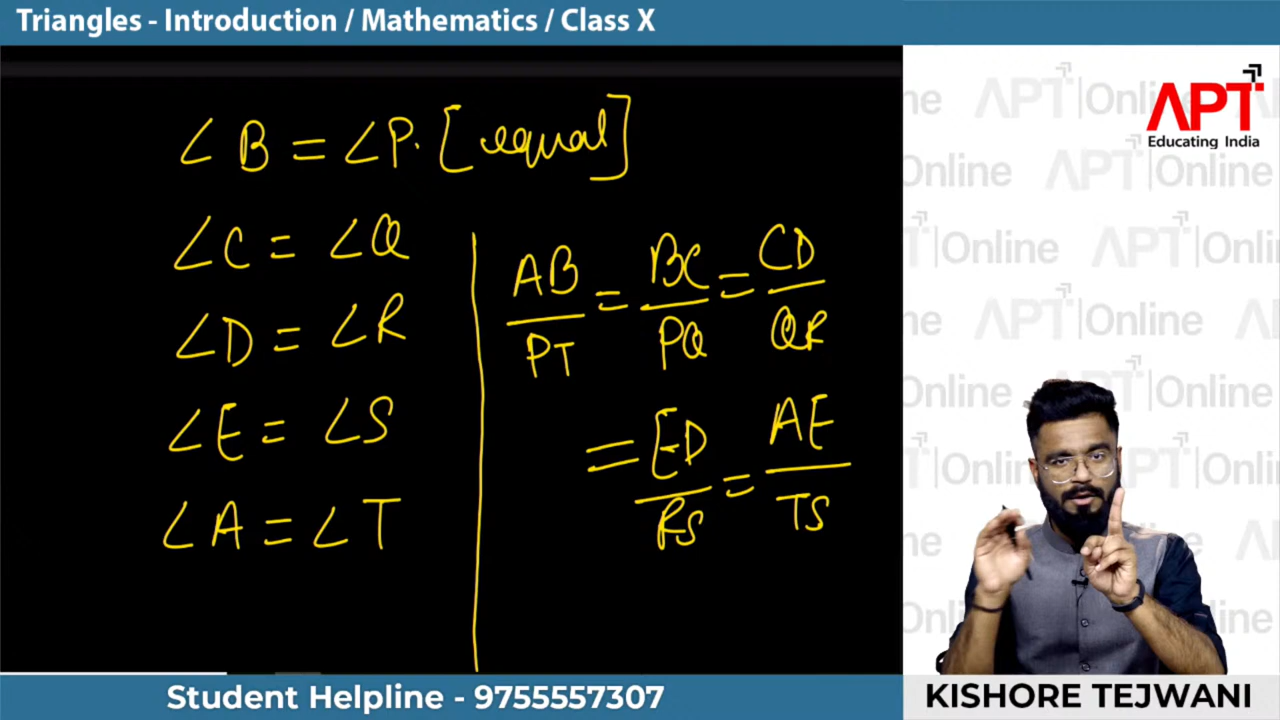 Triangles - Introduction / Mathematics / Class X
∠B = ∠P. [equal]
∠C = ∠Q
∠D = ∠R
∠E = ∠S
∠A = ∠T
AB/PT = BC/PQ = CD/QR
= ED/RS = AE/TS
APT
Educating India
APT|Online
Student Helpline - 9755557307
KISHORE TEJWANI